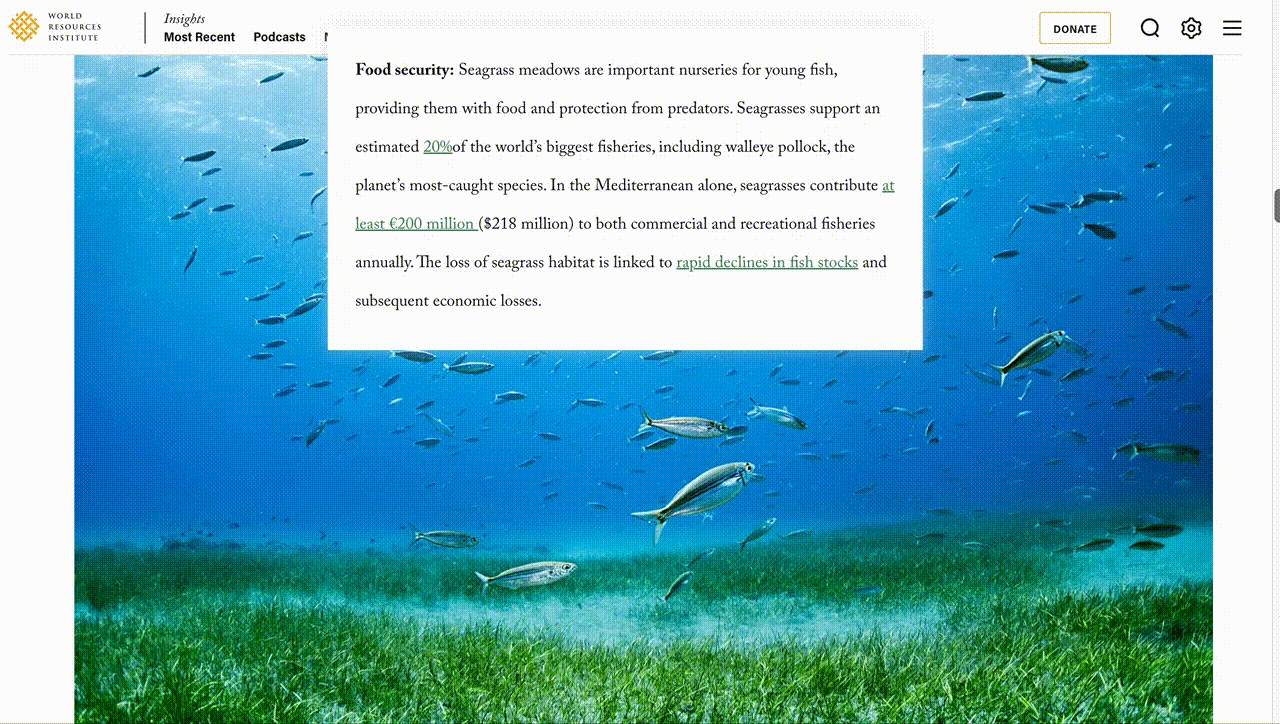 WORLD
RESOURCES
INSTITUTE
Insights
Most Recent Podcasts
DONATE
Food security: Seagrass meadows are important nurseries for young fish,
providing them with food and protection from predators. Seagrasses support an
estimated 20%of the world’s biggest fisheries, including walleye pollock, the
planet’s most-caught species. In the Mediterranean alone, seagrasses contribute at
least €200 million ($218 million) to both commercial and recreational fisheries
annually. The loss of seagrass habitat is linked to rapid declines in fish stocks and
subsequent economic losses.